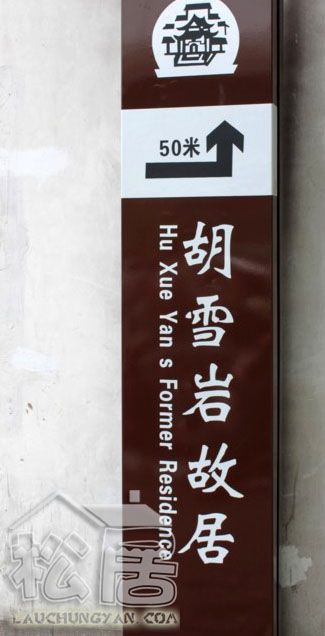 50米
胡雪岩故居
Hu Xue Yan s Former Residence
松居
LAUCHUNGYAN.COM